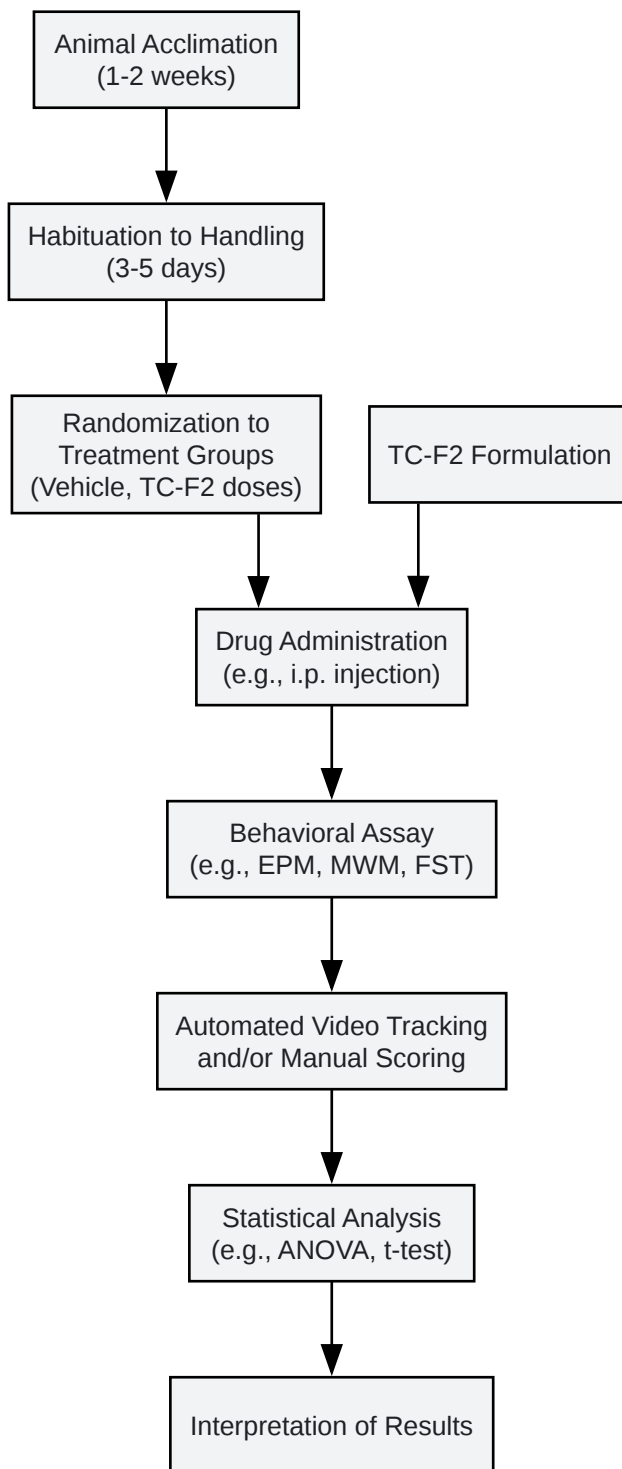 Animal Acclimation
(1-2 weeks)
Habituation to Handling
(3-5 days)
Randomization to
Treatment Groups
(Vehicle, TC-F2 doses)
TC-F2 Formulation
Drug Administration
(e.g., i.p. injection)
Behavioral Assay
(e.g., EPM, MWM, FST)
Automated Video Tracking
and/or Manual Scoring
Statistical Analysis
(e.g., ANOVA, t-test)
Interpretation of Results